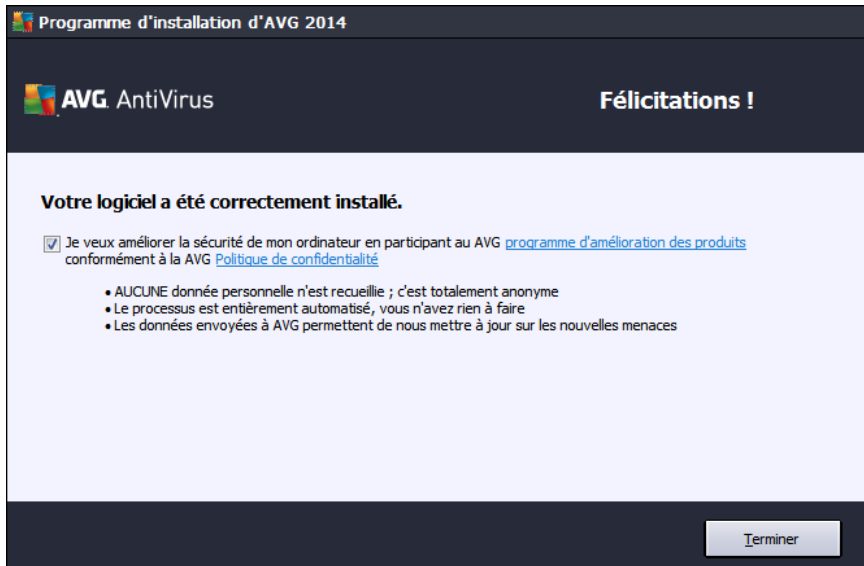 Programme d'installation d'AVG 2014
AVG. AntiVirus
Félicitations !
Votre logiciel a été correctement installé.
Je veux améliorer la sécurité de mon ordinateur en participant au AVG programme d'amélioration des produits
conformément à la AVG Politique de confidentialité
• AUCUNE donnée personnelle n'est recueillie ; c'est totalement anonyme
• Le processus est entièrement automatisé, vous n'avez rien à faire
• Les données envoyées à AVG permettent de nous mettre à jour sur les nouvelles menaces
Terminer